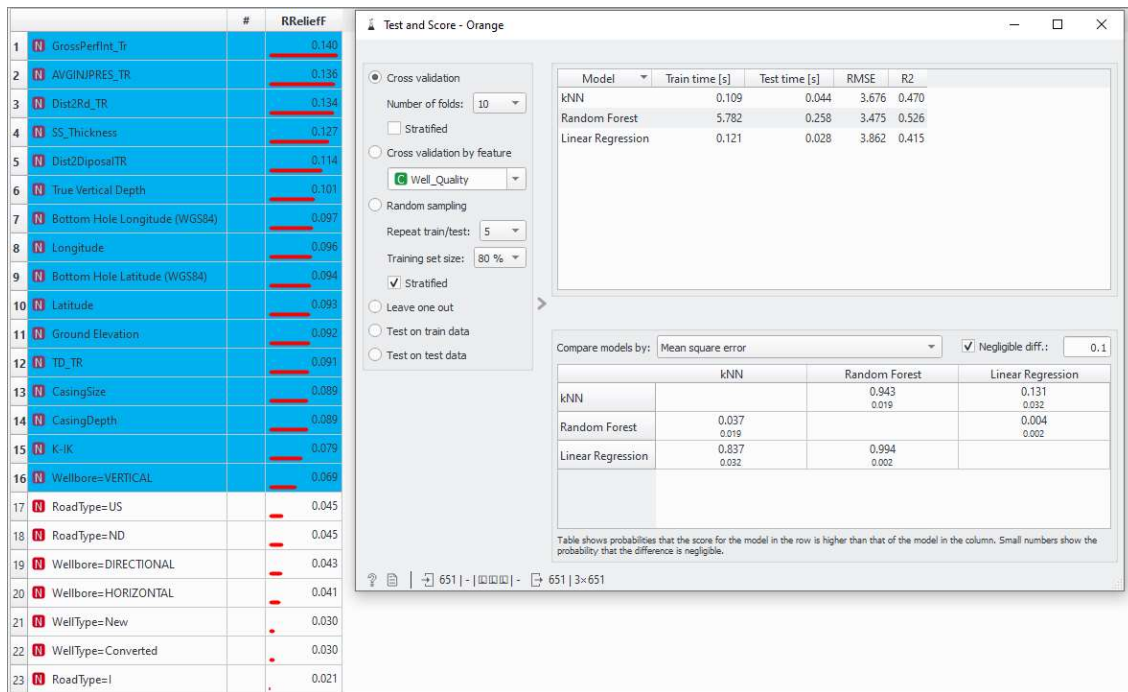 # RReliefF
1 N GrossPerfInt_Tr 0.140
2 N AVGINJPRES_TR 0.136
3 N Dist2Rd_TR 0.134
4 N SS_Thickness 0.127
5 N Dist2DiposalTR 0.114
6 N True Vertical Depth 0.101
7 N Bottom Hole Longitude (WGS84) 0.097
8 N Longitude 0.096
9 N Bottom Hole Latitude (WGS84) 0.094
10 N Latitude 0.093
11 N Ground Elevation 0.092
12 N TD_TR 0.091
13 N CasingSize 0.089
14 N CasingDepth 0.089
15 N K-IK 0.079
16 N Wellbore=VERTICAL 0.069
17 N RoadType=US 0.045
18 N RoadType=ND 0.045
19 N Wellbore=DIRECTIONAL 0.043
20 N Wellbore=HORIZONTAL 0.041
21 N WellType=New 0.030
22 N WellType=Converted 0.030
23 N RoadType=I 0.021
Test and Score - Orange
Cross validation
Number of folds: 10
Stratified
Cross validation by feature
C Well_Quality
Random sampling
Repeat train/test: 5
Training set size: 80 %
Stratified
Leave one out
Test on train data
Test on test data
Model Train time [s] Test time [s] RMSE R2
kNN 0.109 0.044 3.676 0.470
Random Forest 5.782 0.258 3.475 0.526
Linear Regression 0.121 0.028 3.862 0.415
Compare models by: Mean square error Negligible diff.: 0.1
kNN Random Forest Linear Regression
kNN 0.943 0.131
0.019 0.032
Random Forest 0.037 0.004
0.019 0.002
Linear Regression 0.837 0.994
0.032 0.002
Table shows probabilities that the score for the model in the row is higher than that of the model in the column. Small numbers show the
probability that the difference is negligible.
? 651 | - | | - 651 | 3×651